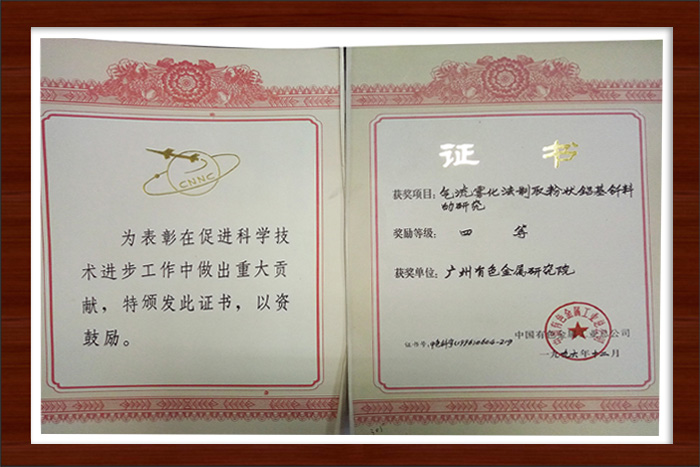 CNNC
为表彰在促进科学技
术进步工作中做出重大贡
献，特颁发此证书，以资
鼓励。
证 书
获奖项目：气流雾化法制取粉状铝基钎料
的研究
奖励等级： 四 等
获奖单位：广州有色金属研究院
中国有色金属工业总公司
证书号：
一九九六年十二月